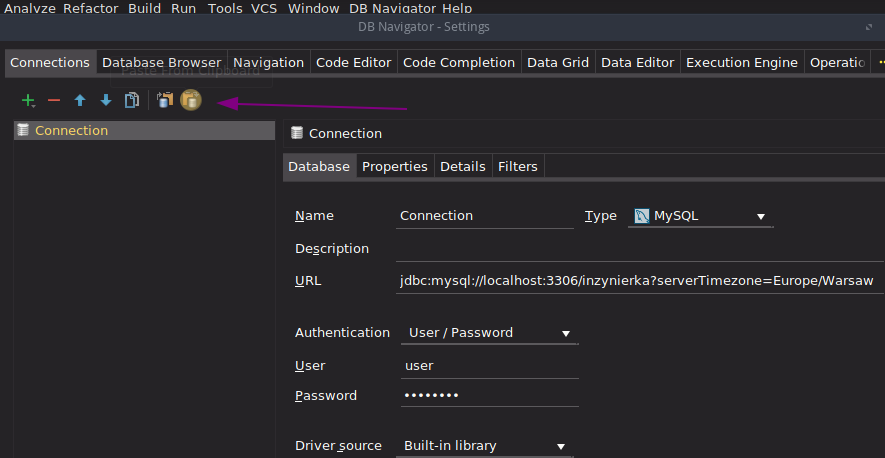 Analyze Refactor Build Run Tools VCS Window DB Navigator Help
DB Navigator - Settings
Connections Database Browser Navigation Code Editor Code Completion Data Grid Data Editor Execution Engine Operatio
Paste From Clipboard
Connection
Connection
Database Properties Details Filters
Name Connection Type MySQL
Description
URL jdbc:mysql://localhost:3306/inzynierka?serverTimezone=Europe/Warsaw
Authentication User / Password
User user
Password ••••••••
Driver source Built-in library